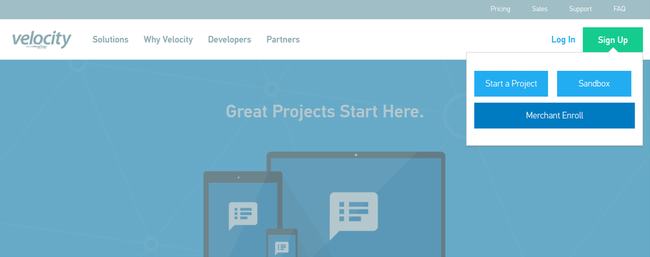 Pricing Sales Support FAQ
velocity Solutions Why Velocity Developers Partners Log In Sign Up
Start a Project Sandbox
Merchant Enroll
Great Projects Start Here.